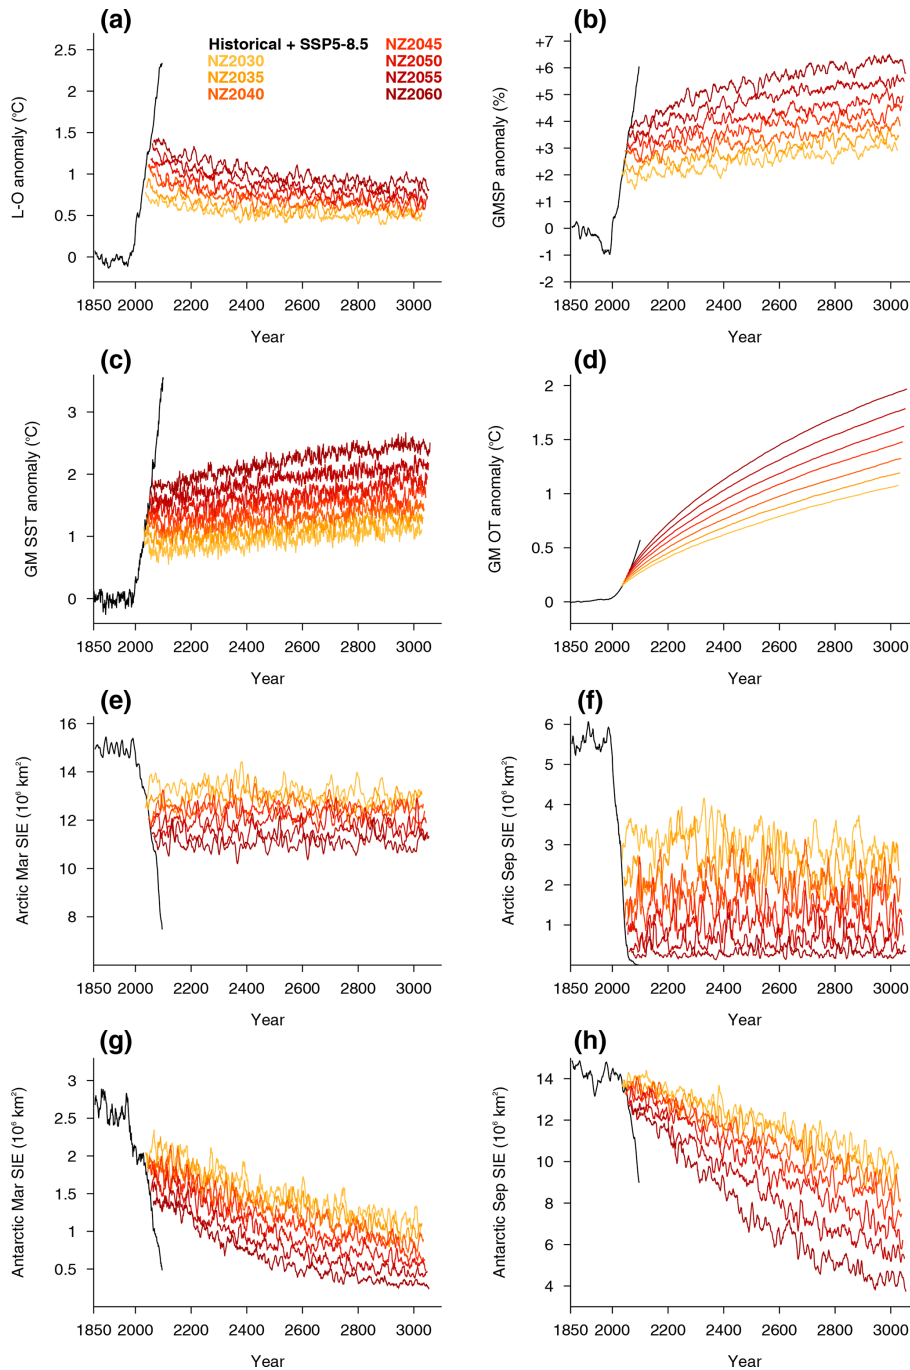 (a)
Historical + SSP5-8.5 NZ2045
NZ2030 NZ2050
NZ2035 NZ2055
NZ2040 NZ2060
L-O anomaly (°C)
2.5
2
1.5
1
0.5
0
1850 2000 2200 2400 2600 2800 3000
Year
(b)
GMSP anomaly (%)
+7
+6
+5
+4
+3
+2
+1
0
-1
-2
1850 2000 2200 2400 2600 2800 3000
Year
(c)
GM SST anomaly (°C)
3
2
1
0
1850 2000 2200 2400 2600 2800 3000
Year
(d)
GM OT anomaly (°C)
2
1.5
1
0.5
0
1850 2000 2200 2400 2600 2800 3000
Year
(e)
Arctic Mar SIE (10⁶ km²)
16
14
12
10
8
1850 2000 2200 2400 2600 2800 3000
Year
(f)
Arctic Sep SIE (10⁶ km²)
6
5
4
3
2
1
1850 2000 2200 2400 2600 2800 3000
Year
(g)
Antarctic Mar SIE (10⁶ km²)
3
2.5
2
1.5
1
0.5
1850 2000 2200 2400 2600 2800 3000
Year
(h)
Antarctic Sep SIE (10⁶ km²)
14
12
10
8
6
4
1850 2000 2200 2400 2600 2800 3000
Year